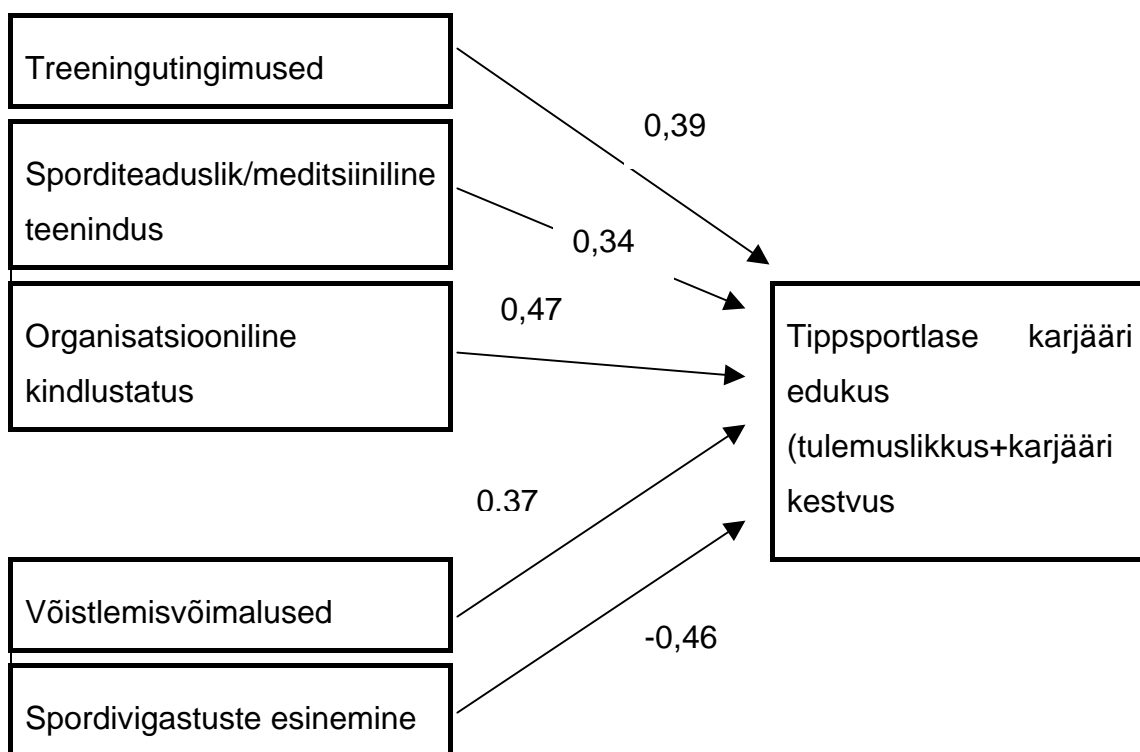 Treeningutingimused
0,39
Sporditeaduslik/meditsiiniline
teenindus
0,34
Organisatsiooniline
kindlustatus
0,47
Tippsportlase karjääri
edukus
(tulemuslikkus+karjääri
kestvus
0.37
Võistlemisvõimalused
-0,46
Spordivigastuste esinemine